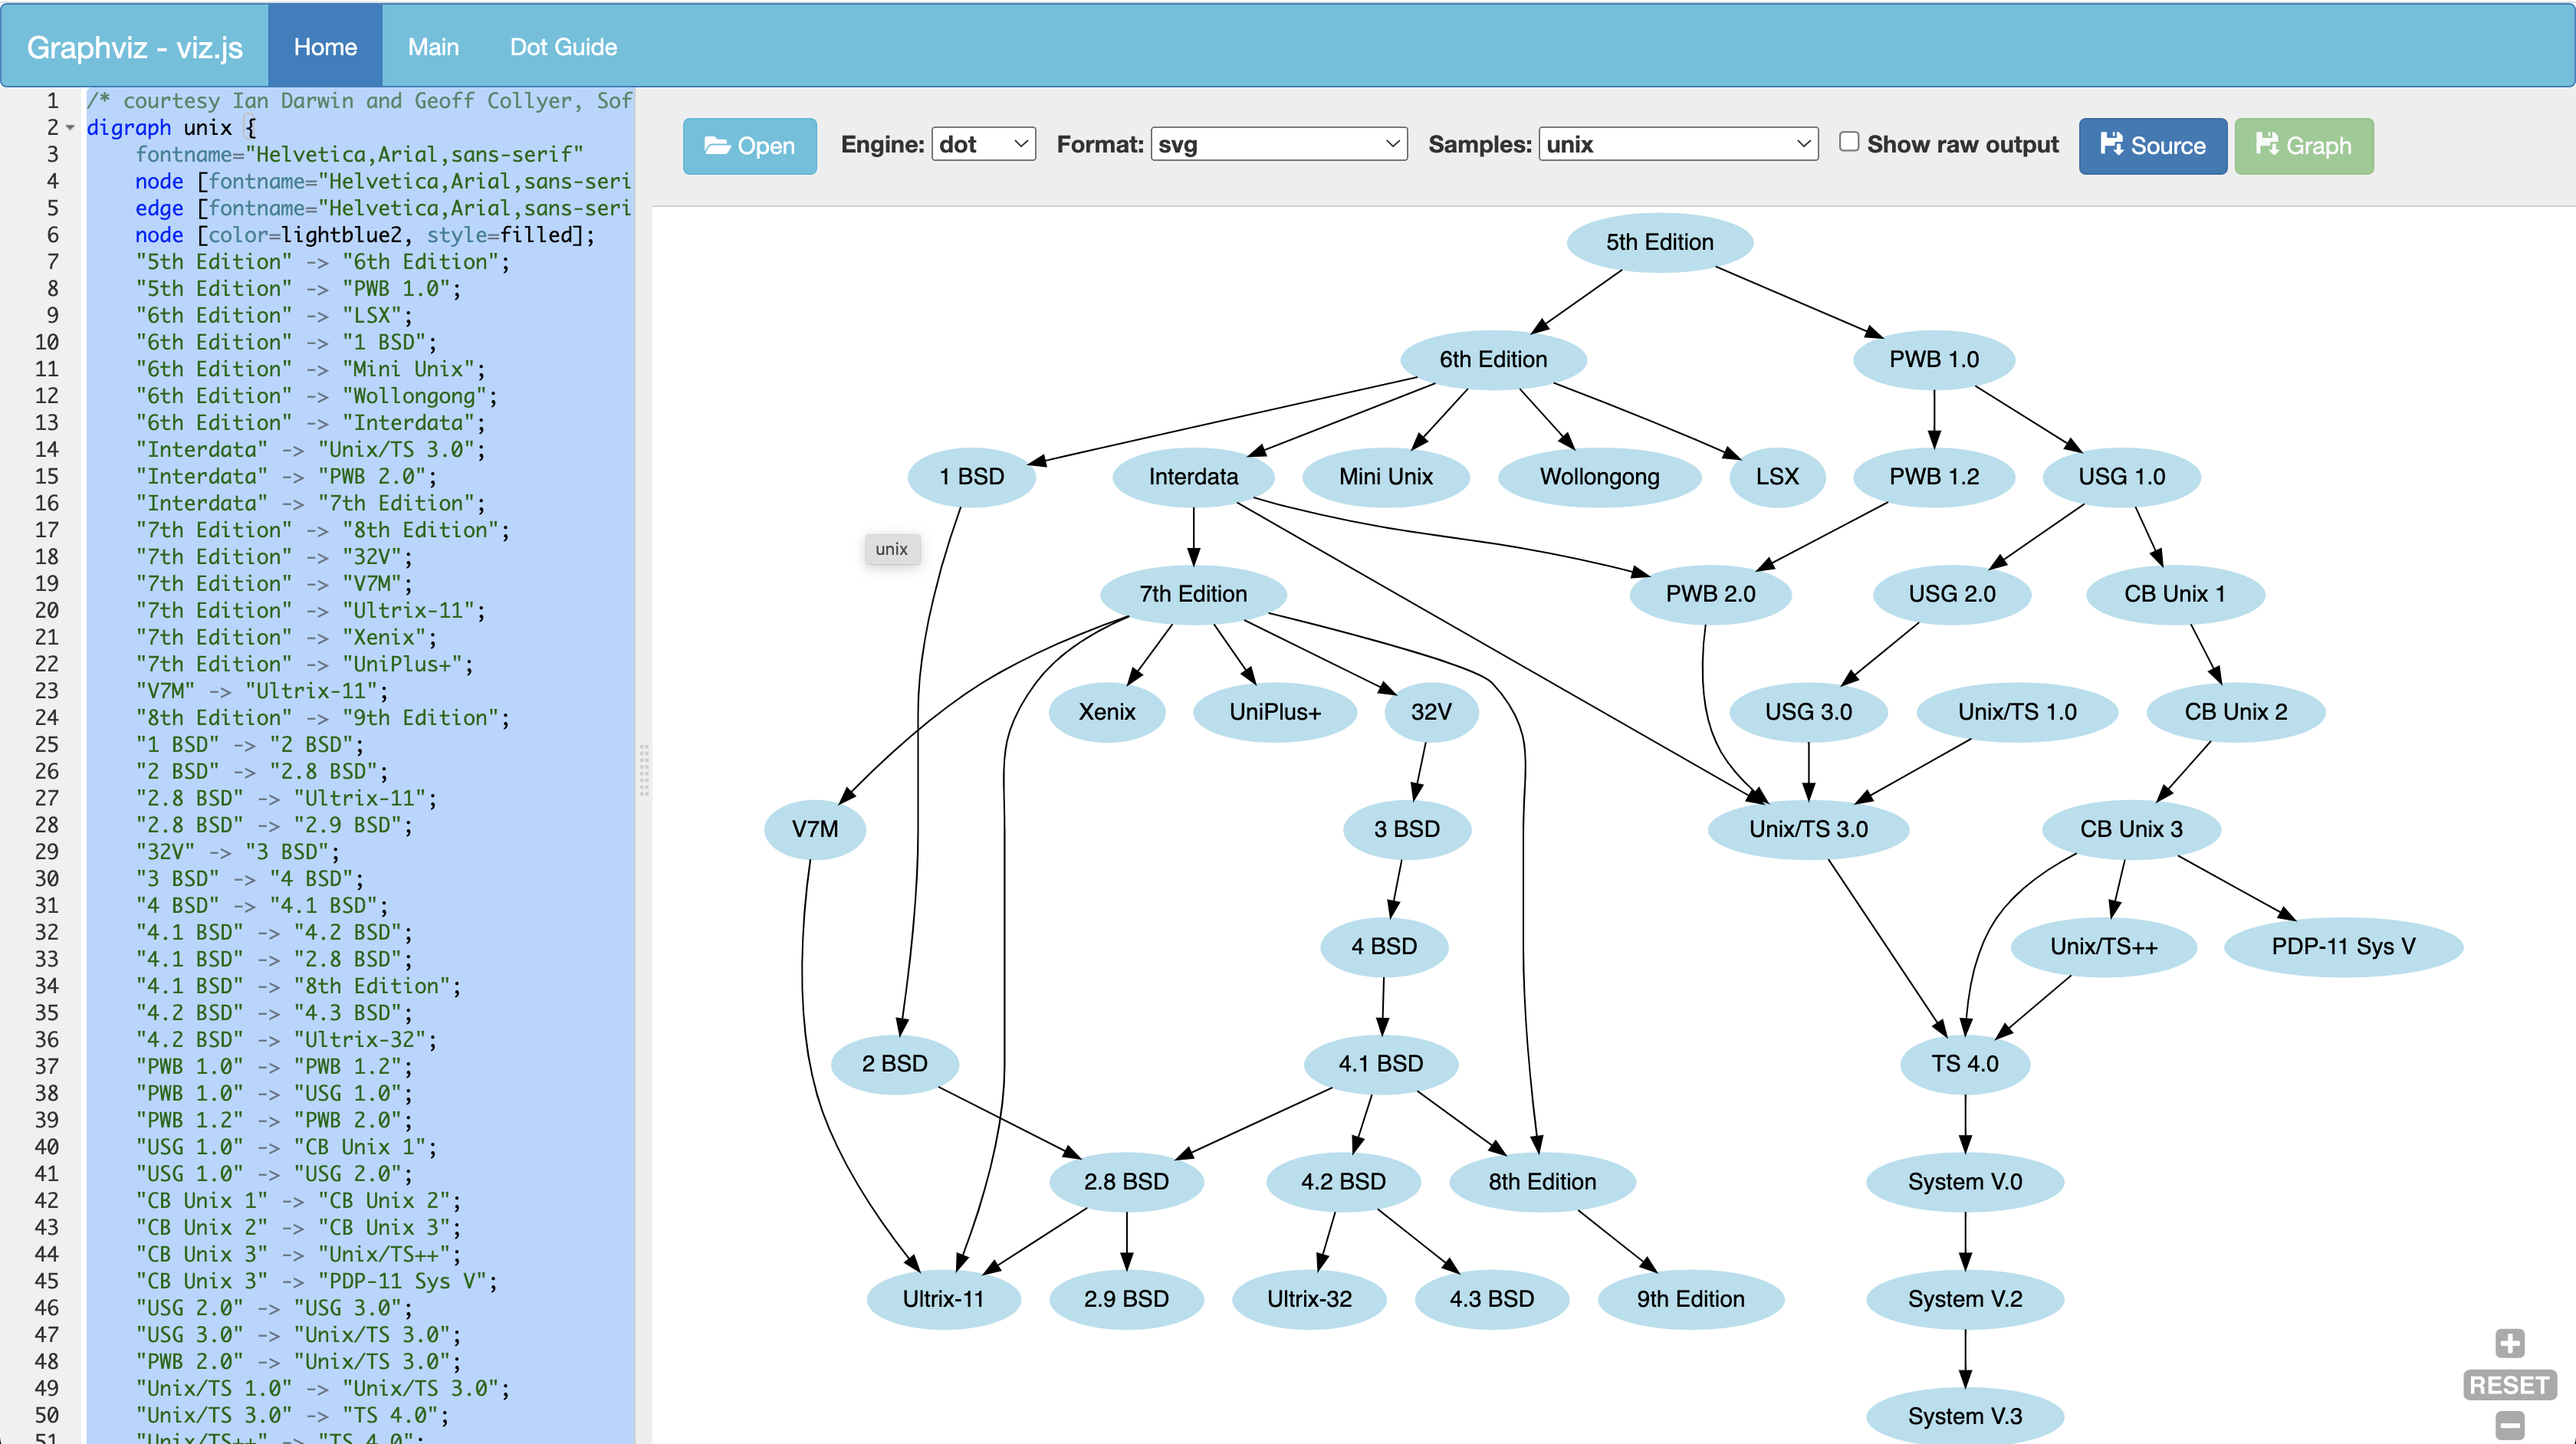 Graphviz - viz.js Home Main Dot Guide
1 /* courtesy Ian Darwin and Geoff Collyer, Sof
2 digraph unix {
3 fontname="Helvetica,Arial,sans-serif"
4 node [fontname="Helvetica,Arial,sans-seri
5 edge [fontname="Helvetica,Arial,sans-seri
6 node [color=lightblue2, style=filled];
7 "5th Edition" -> "6th Edition";
8 "5th Edition" -> "PWB 1.0";
9 "6th Edition" -> "LSX";
10 "6th Edition" -> "1 BSD";
11 "6th Edition" -> "Mini Unix";
12 "6th Edition" -> "Wollongong";
13 "6th Edition" -> "Interdata";
14 "Interdata" -> "Unix/TS 3.0";
15 "Interdata" -> "PWB 2.0";
16 "Interdata" -> "7th Edition";
17 "7th Edition" -> "8th Edition";
18 "7th Edition" -> "32V";
19 "7th Edition" -> "V7M";
20 "7th Edition" -> "Ultrix-11";
21 "7th Edition" -> "Xenix";
22 "7th Edition" -> "UniPlus+";
23 "V7M" -> "Ultrix-11";
24 "8th Edition" -> "9th Edition";
25 "1 BSD" -> "2 BSD";
26 "2 BSD" -> "2.8 BSD";
27 "2.8 BSD" -> "Ultrix-11";
28 "2.8 BSD" -> "2.9 BSD";
29 "32V" -> "3 BSD";
30 "3 BSD" -> "4 BSD";
31 "4 BSD" -> "4.1 BSD";
32 "4.1 BSD" -> "4.2 BSD";
33 "4.1 BSD" -> "2.8 BSD";
34 "4.1 BSD" -> "8th Edition";
35 "4.2 BSD" -> "4.3 BSD";
36 "4.2 BSD" -> "Ultrix-32";
37 "PWB 1.0" -> "PWB 1.2";
38 "PWB 1.0" -> "USG 1.0";
39 "PWB 1.2" -> "PWB 2.0";
40 "USG 1.0" -> "CB Unix 1";
41 "USG 1.0" -> "USG 2.0";
42 "CB Unix 1" -> "CB Unix 2";
43 "CB Unix 2" -> "CB Unix 3";
44 "CB Unix 3" -> "Unix/TS++";
45 "CB Unix 3" -> "PDP-11 Sys V";
46 "USG 2.0" -> "USG 3.0";
47 "USG 3.0" -> "Unix/TS 3.0";
48 "PWB 2.0" -> "Unix/TS 3.0";
49 "Unix/TS 1.0" -> "Unix/TS 3.0";
50 "Unix/TS 3.0" -> "TS 4.0";
51 "Unix/TS++" -> "TS 4.0";
Open Engine: dot Format: svg Samples: unix Show raw output Source Graph
5th Edition
6th Edition PWB 1.0
1 BSD Interdata Mini Unix Wollongong LSX PWB 1.2 USG 1.0
unix
7th Edition PWB 2.0 USG 2.0 CB Unix 1
Xenix UniPlus+ 32V USG 3.0 Unix/TS 1.0 CB Unix 2
V7M 3 BSD Unix/TS 3.0 CB Unix 3
4 BSD Unix/TS++ PDP-11 Sys V
2 BSD 4.1 BSD TS 4.0
2.8 BSD 4.2 BSD 8th Edition System V.0
Ultrix-11 2.9 BSD Ultrix-32 4.3 BSD 9th Edition System V.2
System V.3
RESET